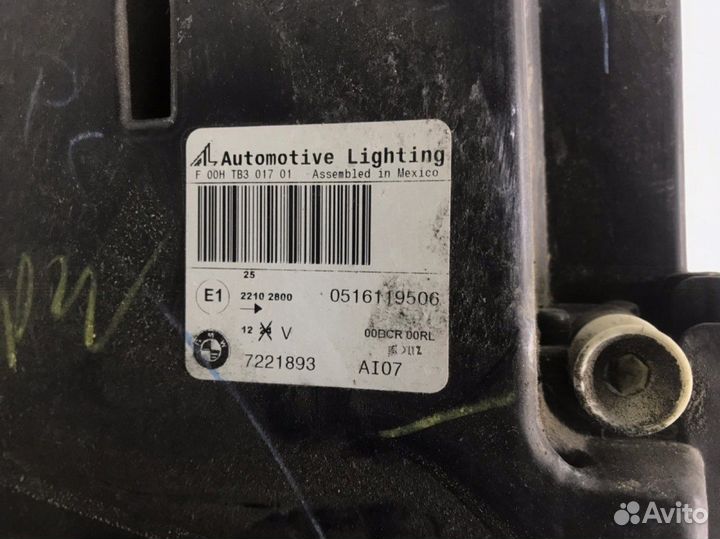 Automotive Lighting
F 00H TB3 017 01 Assembled in Mexico
25
E1 2210 2800 0516119506
12 V 00BCR 00RL
7221893 AI07
Avito